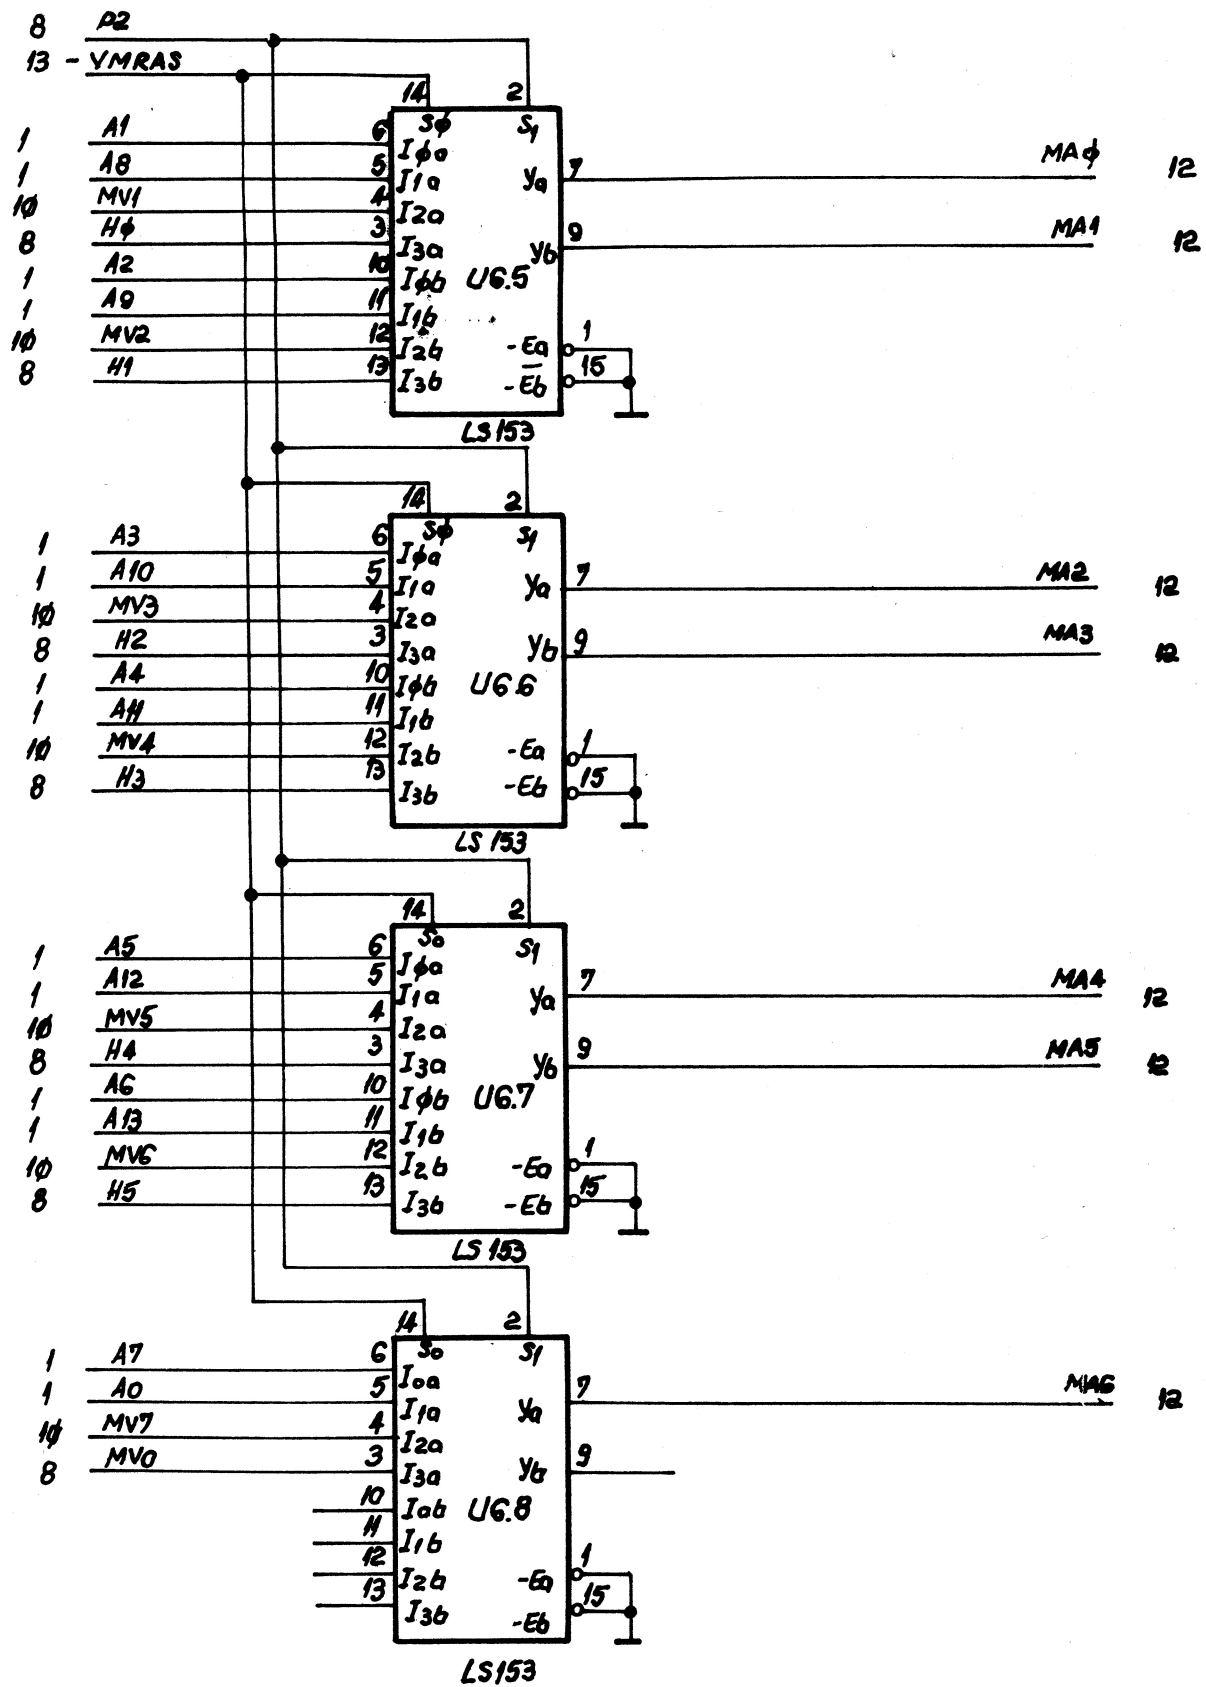 8 P2
13 -VMRAS
14 2
SΦ S1
1 A1 6 IΦa
1 A8 5 I1a Ya 7 MAΦ 12
1Φ MV1 4 I2a
8 HΦ 3 I3a Yb 9 MA1 12
1 A2 10 IΦb U6.5
1 A9 11 I1b
1Φ MV2 12 I2b -Ea 1
8 H1 13 I3b -Eb 15
LS153
14 2
SΦ S1
1 A3 6 IΦa
1 A10 5 I1a Ya 7 MA2 12
1Φ MV3 4 I2a
8 H2 3 I3a Yb 9 MA3 12
1 A4 10 IΦb U6.6
1 A11 11 I1b
1Φ MV4 12 I2b -Ea 1
8 H3 13 I3b -Eb 15
LS 153
14 2
S0 S1
1 A5 6 IΦa
1 A12 5 I1a Ya 7 MA4 12
1Φ MV5 4 I2a
8 H4 3 I3a Yb 9 MA5 12
1 A6 10 IΦb U6.7
1 A13 11 I1b
1Φ MV6 12 I2b -Ea 1
8 H5 13 I3b -Eb 15
LS 153
14 2
S0 S1
1 A7 6 I0a
1 A0 5 I1a Ya 7 MA6 12
1Φ MV7 4 I2a
8 MV0 3 I3a Yb 9
10 I0b U6.8
11 I1b
12 I2b -Ea 1
13 I3b -Eb 15
LS153